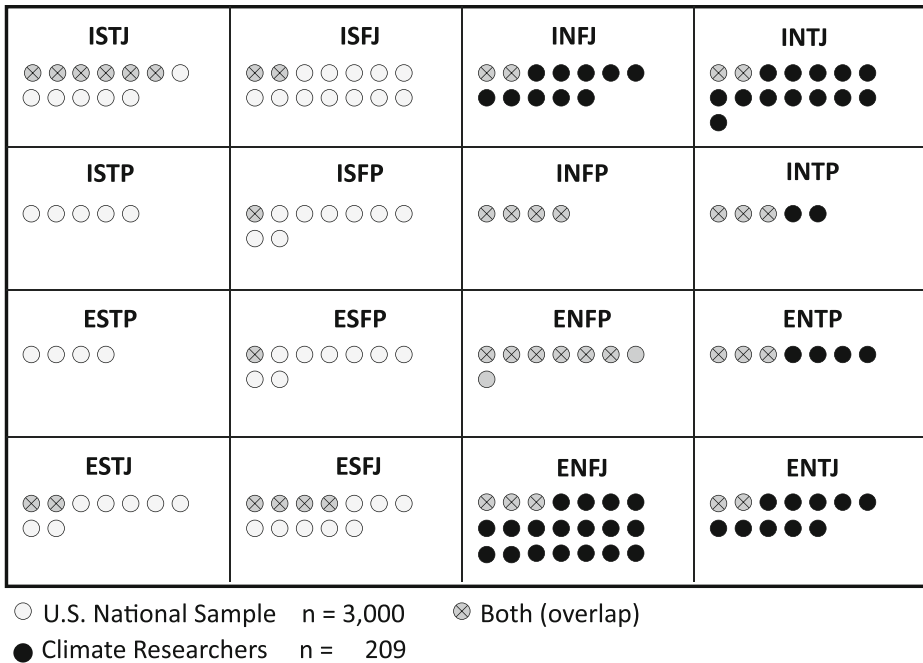 ISTJ ISFJ INFJ INTJ
ISTP ISFP INFP INTP
ESTP ESFP ENFP ENTP
ESTJ ESFJ ENFJ ENTJ
U.S. National Sample n = 3,000 Both (overlap)
Climate Researchers n = 209